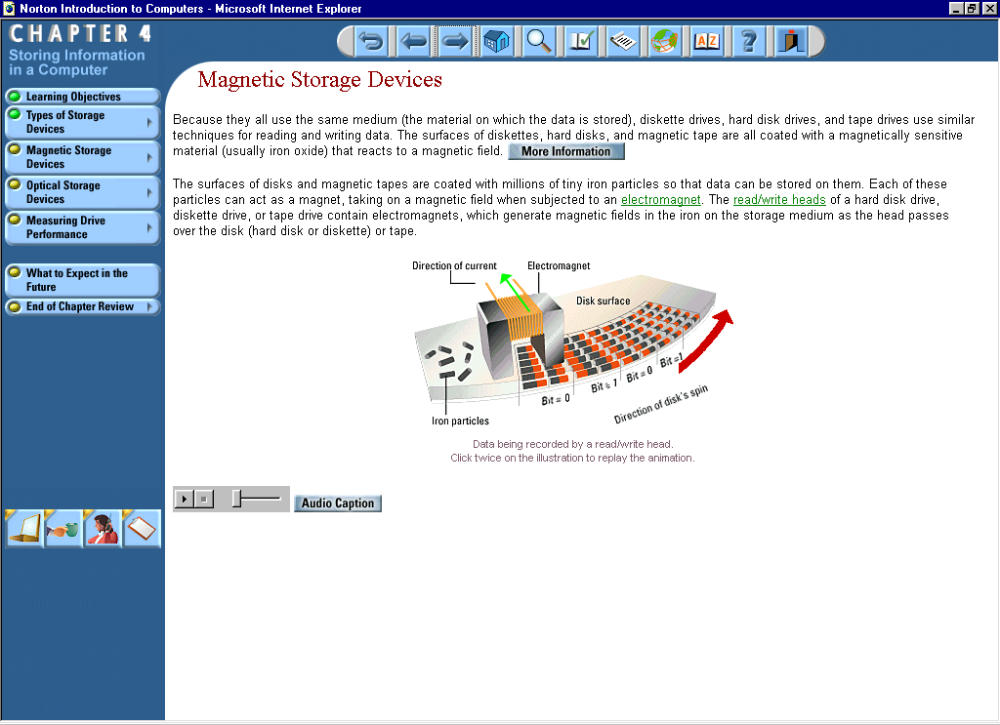 Norton Introduction to Computers - Microsoft Internet Explorer
CHAPTER 4
Storing Information
in a Computer
Learning Objectives
Types of Storage
Devices
Magnetic Storage
Devices
Optical Storage
Devices
Measuring Drive
Performance
What to Expect in the
Future
End of Chapter Review
A Z
?
Magnetic Storage Devices
Because they all use the same medium (the material on which the data is stored), diskette drives, hard disk drives, and tape drives use similar
techniques for reading and writing data. The surfaces of diskettes, hard disks, and magnetic tape are all coated with a magnetically sensitive
material (usually iron oxide) that reacts to a magnetic field. More Information
The surfaces of disks and magnetic tapes are coated with millions of tiny iron particles so that data can be stored on them. Each of these
particles can act as a magnet, taking on a magnetic field when subjected to an electromagnet. The read/write heads of a hard disk drive,
diskette drive, or tape drive contain electromagnets, which generate magnetic fields in the iron on the storage medium as the head passes
over the disk (hard disk or diskette) or tape.
Direction of current
Electromagnet
Disk surface
Bit = 0
Bit = 1
Bit = 0
Bit = 1
Direction of disk's spin
Iron particles
Data being recorded by a read/write head.
Click twice on the illustration to replay the animation.
Audio Caption